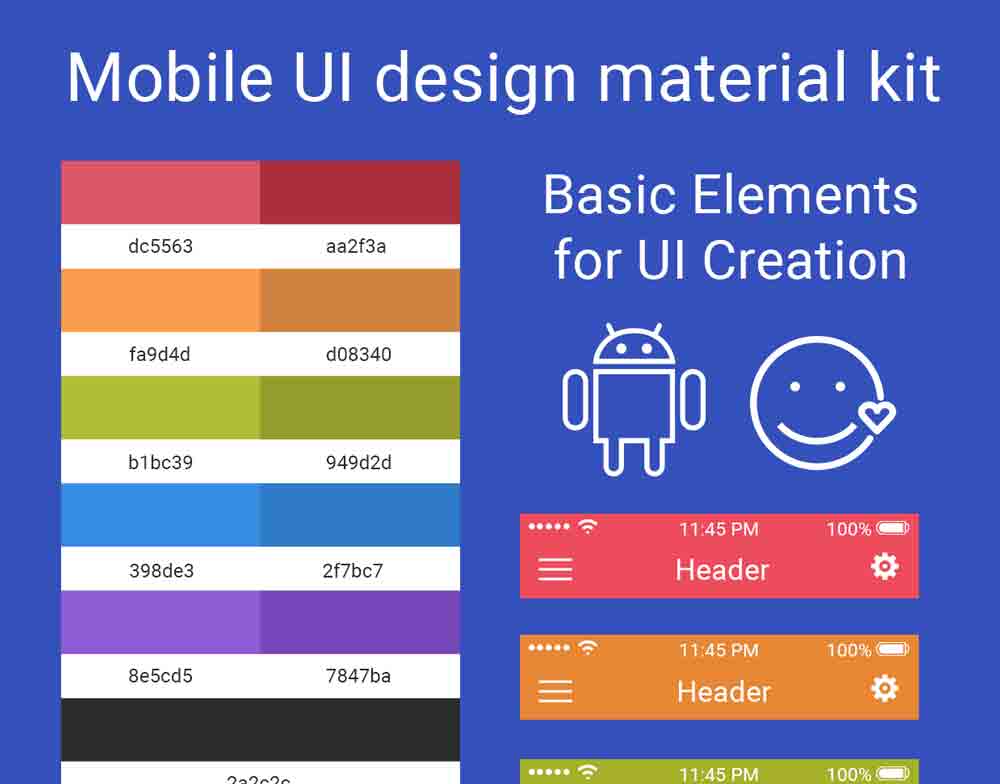 Mobile UI design material kit
dc5563 aa2f3a
fa9d4d d08340
b1bc39 949d2d
398de3 2f7bc7
8e5cd5 7847ba
Basic Elements
for UI Creation
11:45 PM 100%
Header
11:45 PM 100%
Header
11:45 PM 100%